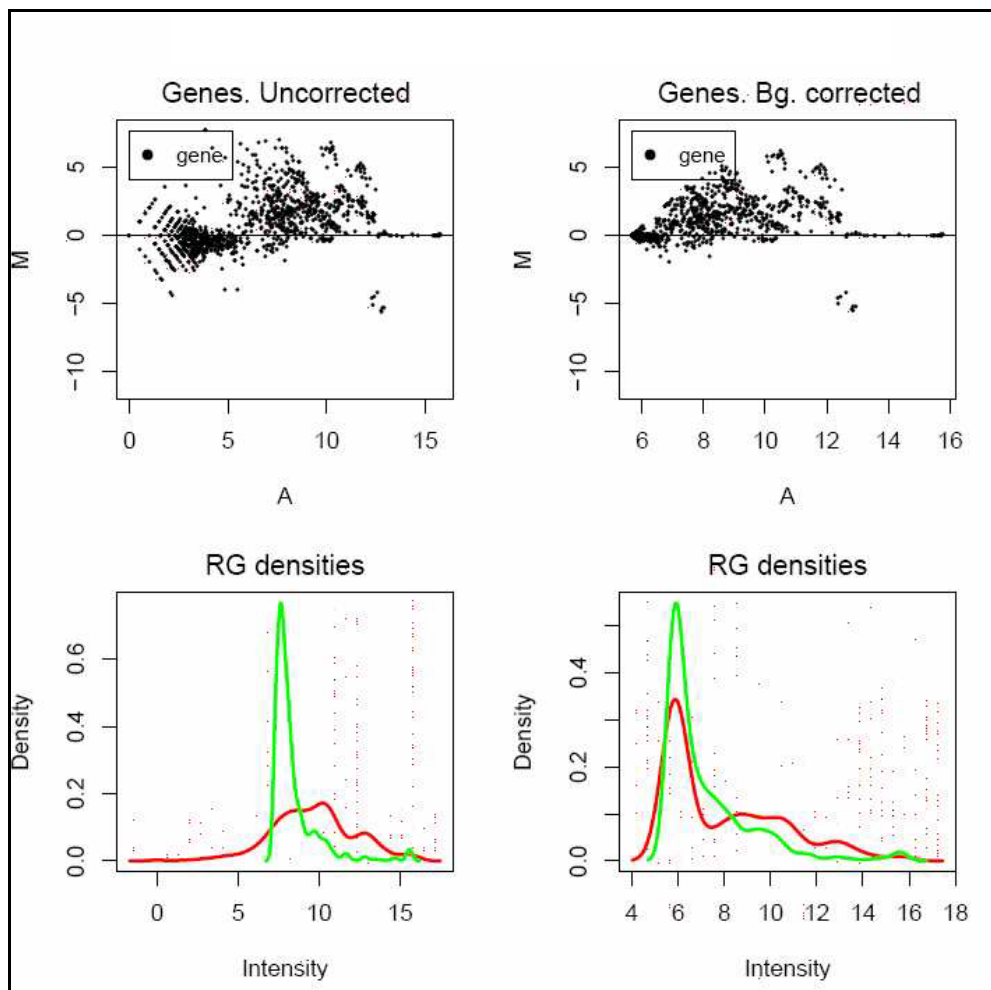 Genes. Uncorrected
gene
5
0
−5
−10
M
0 5 10 15
A
Genes. Bg. corrected
gene
5
0
−5
−10
M
6 8 10 12 14 16
A
RG densities
0.6
0.4
0.2
0.0
Density
0 5 10 15
Intensity
RG densities
0.4
0.2
0.0
Density
4 6 8 10 12 14 16 18
Intensity